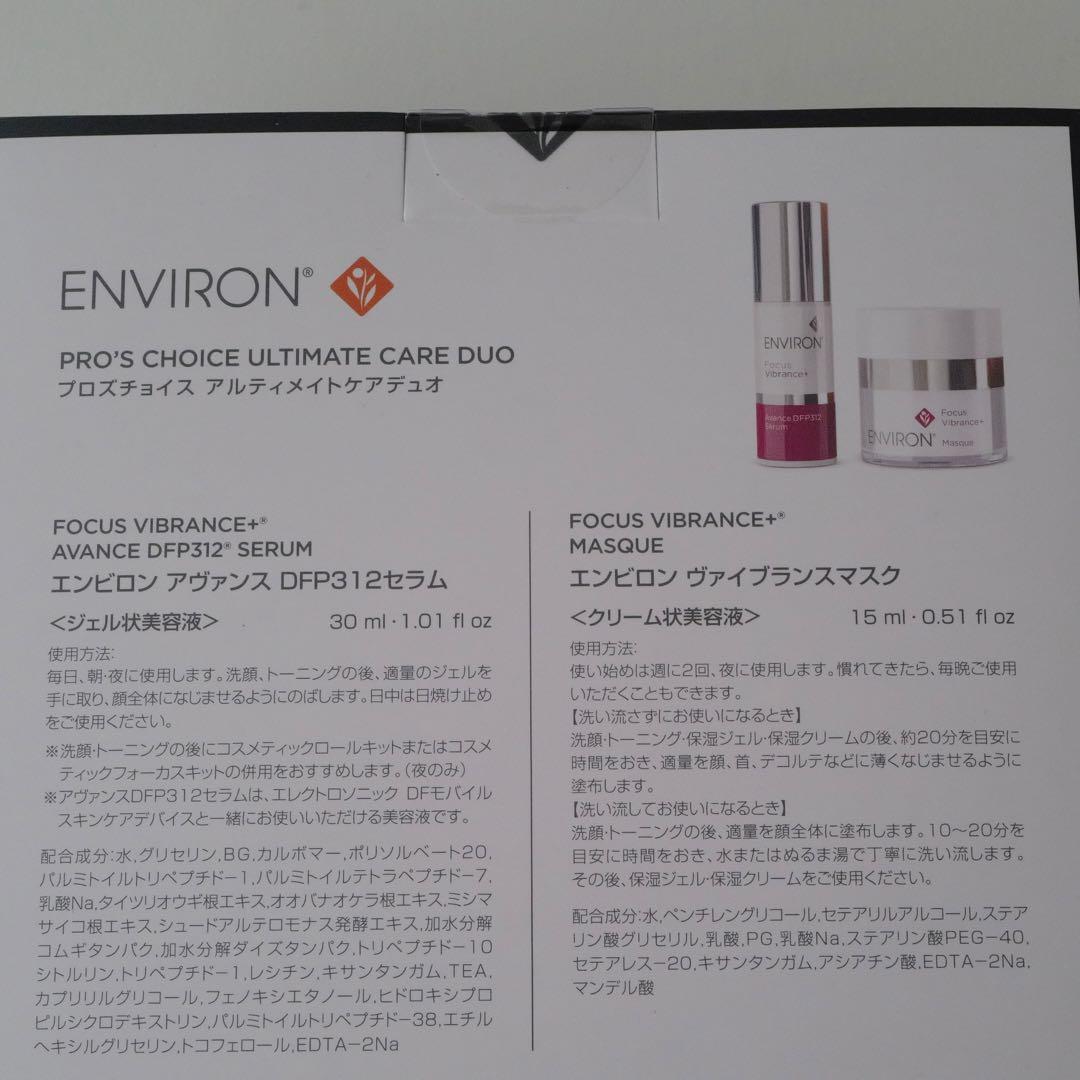 ENVIRON®
PRO'S CHOICE ULTIMATE CARE DUO
プロズチョイス アルティメイトケアデュオ
ENVIRON®
Focus
Vibrance+
Avance DFP312
Serum
Focus
Vibrance+
ENVIRON®
Masque
FOCUS VIBRANCE+®
AVANCE DFP312® SERUM
エンビロン アヴァンス DFP312セラム
<ジェル状美容液> 30 ml・1.01 fl oz
使用方法:
毎日、朝・夜に使用します。洗顔、トーニングの後、適量のジェルを
手に取り、顔全体になじませるようにのばします。日中は日焼け止め
をご使用ください。
※洗顔・トーニングの後にコスメティックロールキットまたはコスメ
ティックフォーカスキットの併用をおすすめします。(夜のみ)
※アヴァンスDFP312セラムは、エレクトロソニック DFモバイル
スキンケアデバイスと一緒にお使いいただける美容液です。
配合成分:水,グリセリン,BG,カルボマー,ポリソルベート20,
パルミトイルトリペプチド-1,パルミトイルテトラペプチド-7,
乳酸Na,タイツリオウギ根エキス,オオバナオケラ根エキス,ミシマ
サイコ根エキス,シュードアルテロモナス発酵エキス,加水分解
コムギタンパク,加水分解ダイズタンパク,トリペプチド-10
シトルリン,トリペプチド-1,レシチン,キサンタンガム,TEA,
カプリリルグリコール,フェノキシエタノール,ヒドロキシプロ
ピルシクロデキストリン,パルミトイルトリペプチド-38,エチル
ヘキシルグリセリン,トコフェロール,EDTA-2Na
FOCUS VIBRANCE+®
MASQUE
エンビロン ヴァイブランスマスク
<クリーム状美容液> 15 ml・0.51 fl oz
使用方法:
使い始めは週に2回、夜に使用します。慣れてきたら、毎晩ご使用
いただくこともできます。
【洗い流さずにお使いになるとき】
洗顔・トーニング・保湿ジェル・保湿クリームの後、約20分を目安に
時間をおき、適量を顔、首、デコルテなどに薄くなじませるように
塗布します。
【洗い流してお使いになるとき】
洗顔・トーニングの後、適量を顔全体に塗布します。10～20分を
目安に時間をおき、水またはぬるま湯で丁寧に洗い流します。
その後、保湿ジェル・保湿クリームをご使用ください。
配合成分:水,ペンチレングリコール,セテアリルアルコール,ステア
リン酸グリセリル,乳酸,PG,乳酸Na,ステアリン酸PEG-40,
セテアレス-20,キサンタンガム,アシアチン酸,EDTA-2Na,
マンデル酸